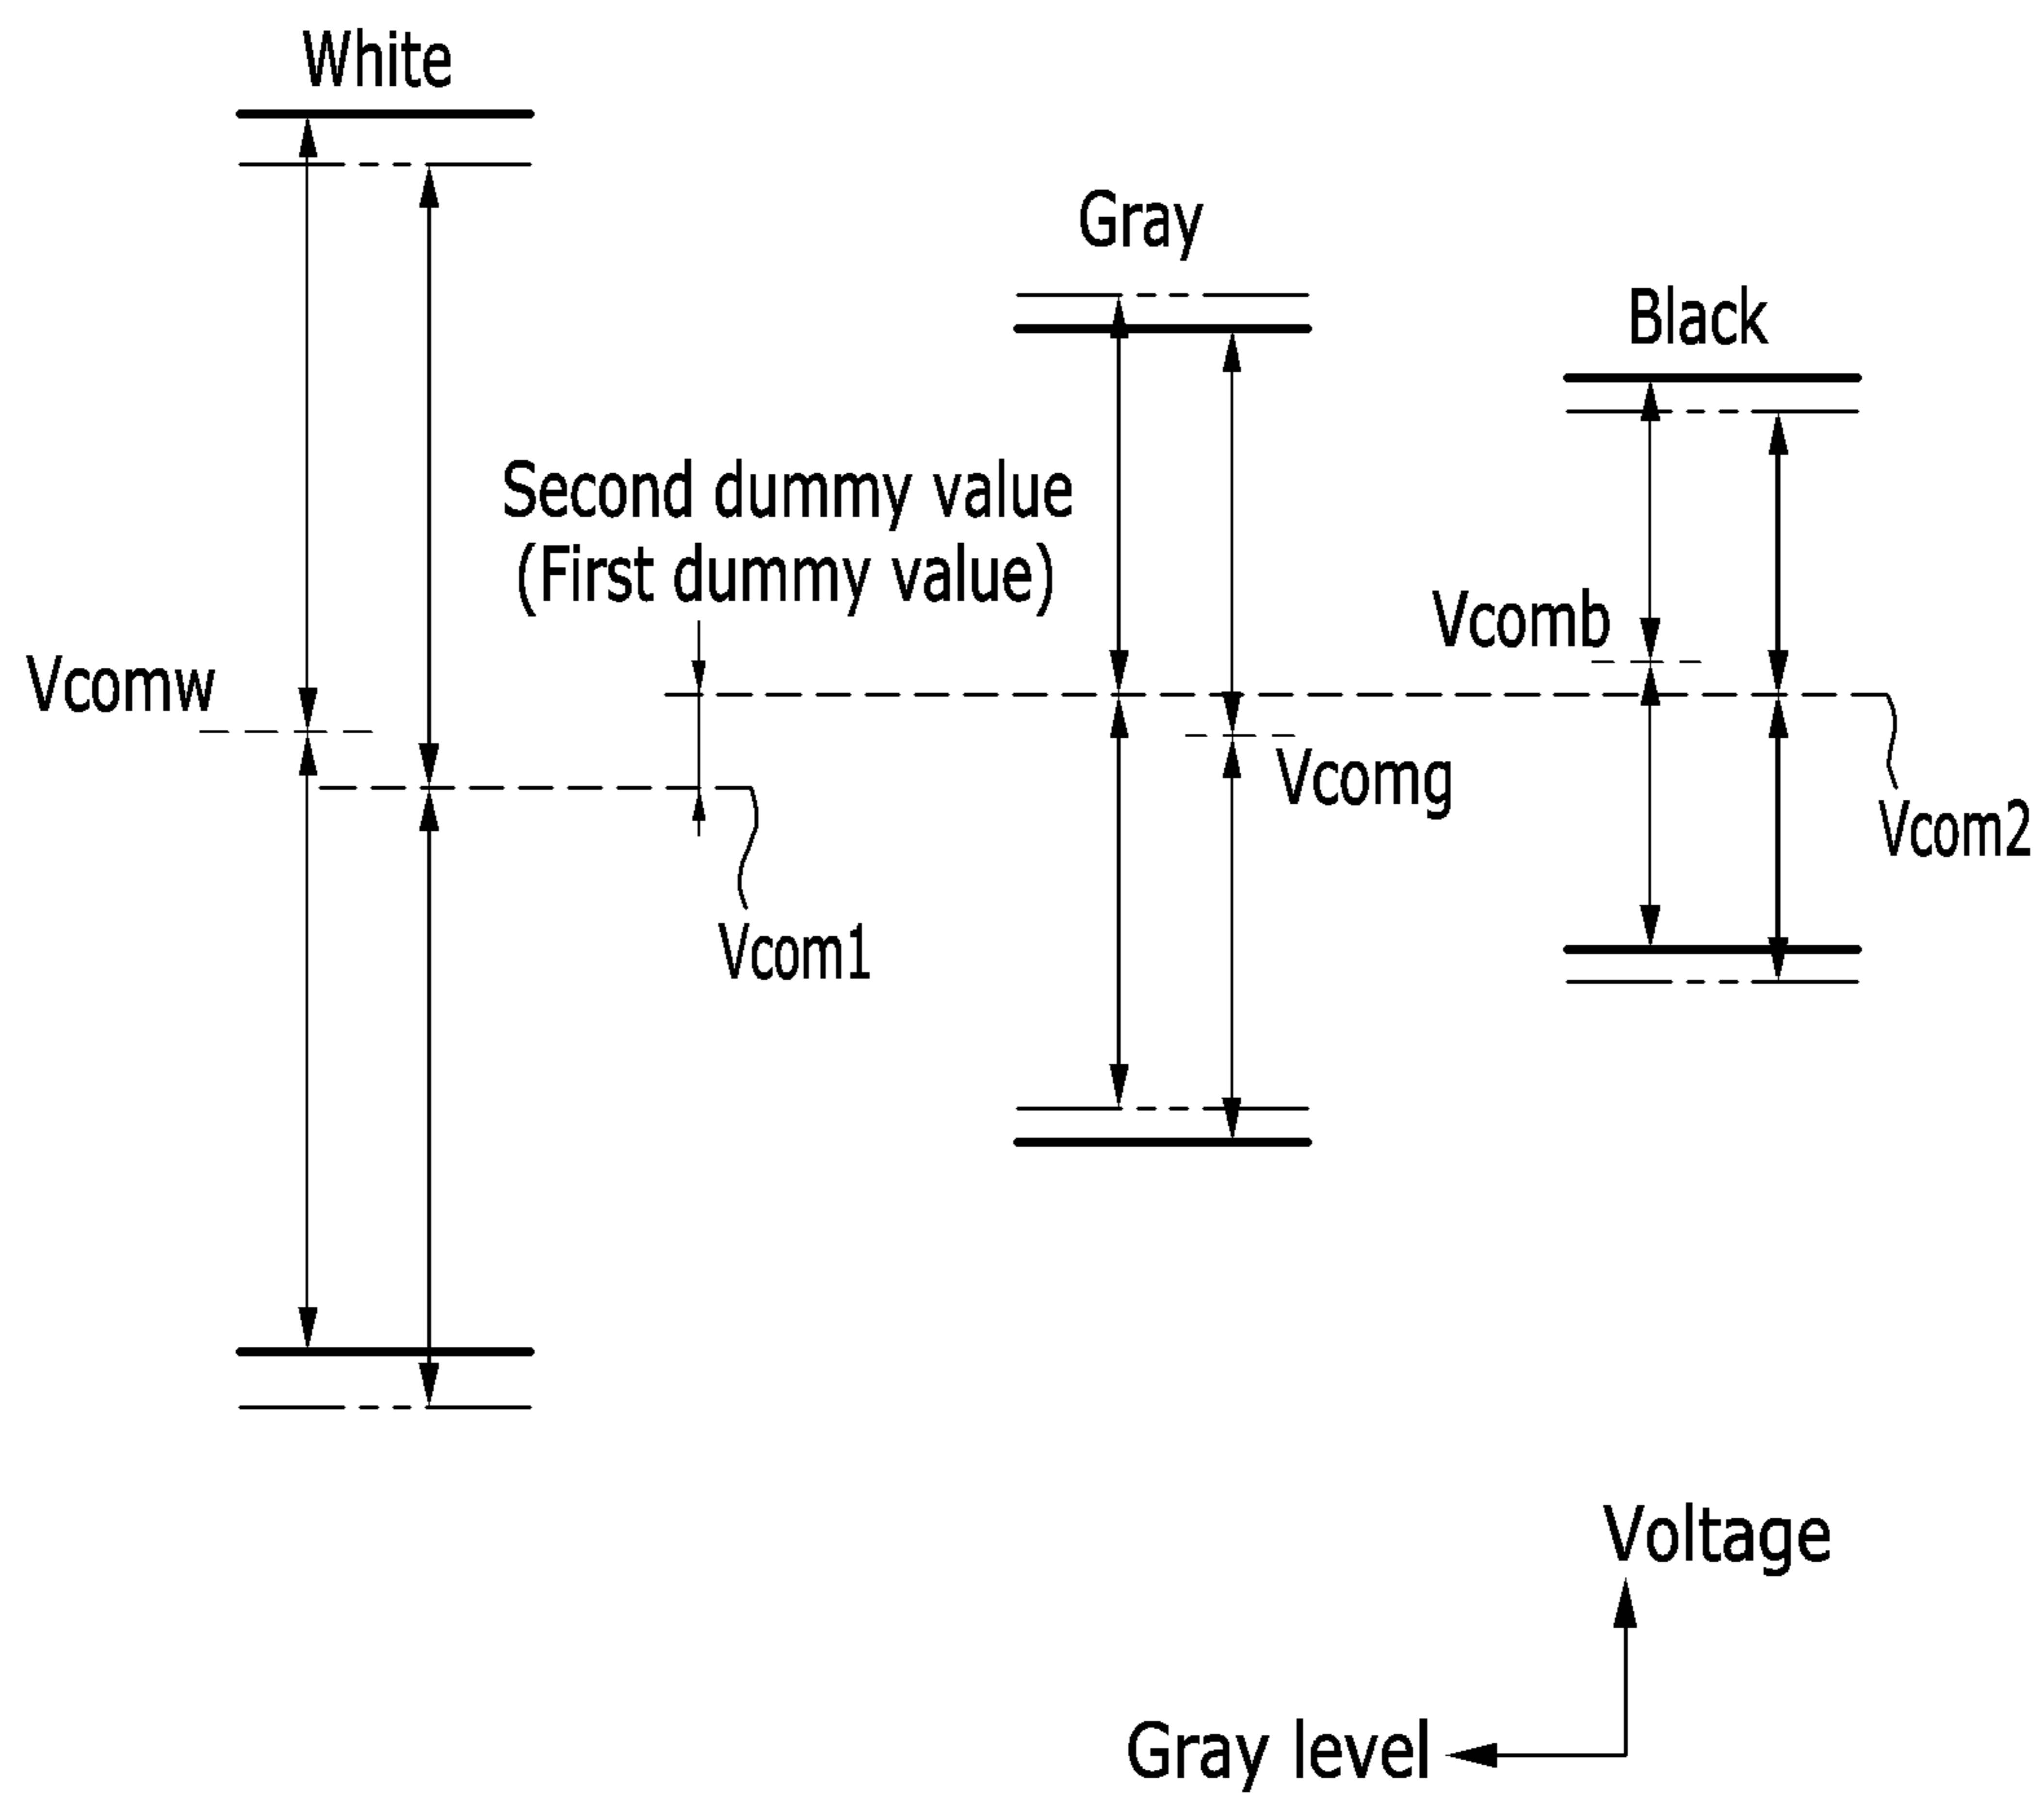 White
Gray
Black
Second dummy value
(First dummy value)
Vcomb
Vcomw
Vcomg
Vcom2
Vcom1
Voltage
Gray level